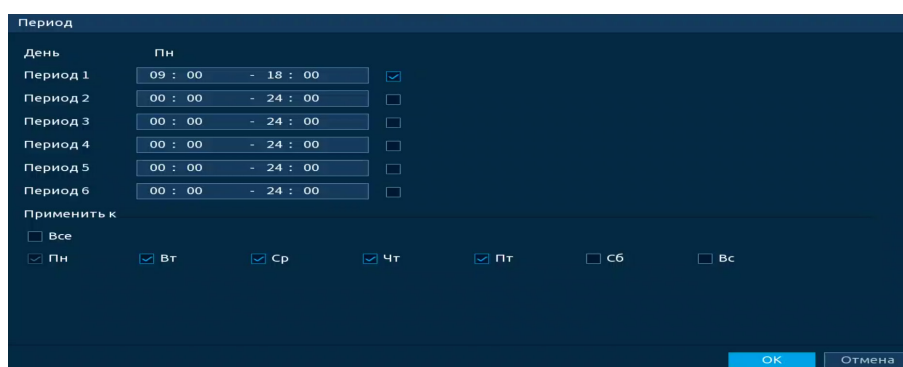 Период
День Пн
Период 1 09 : 00 - 18 : 00
Период 2 00 : 00 - 24 : 00
Период 3 00 : 00 - 24 : 00
Период 4 00 : 00 - 24 : 00
Период 5 00 : 00 - 24 : 00
Период 6 00 : 00 - 24 : 00
Применить к
Все
Пн Вт Ср Чт Пт Сб Вс
OK Отмена